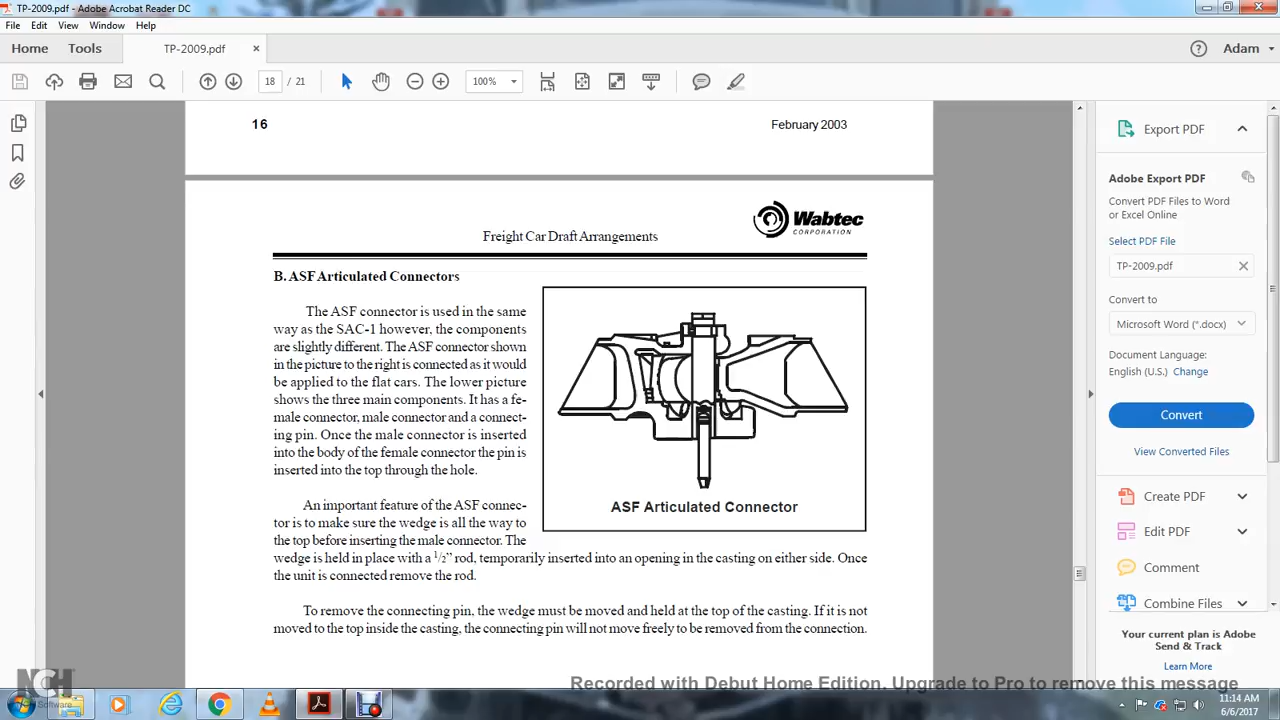 TP-2009.pdf - Adobe Acrobat Reader DC
File Edit View Window Help
Home Tools TP-2009.pdf × ? Adam
18 / 21 100%
16 February 2003
Wabtec
CORPORATION
Freight Car Draft Arrangements
B. ASF Articulated Connectors
The ASF connector is used in the same
way as the SAC-1 however, the components
are slightly different. The ASF connector shown
in the picture to the right is connected as it would
be applied to the flat cars. The lower picture
shows the three main components. It has a fe-
male connector, male connector and a connect-
ing pin. Once the male connector is inserted
into the body of the female connector the pin is
inserted into the top through the hole.
ASF Articulated Connector
An important feature of the ASF connec-
tor is to make sure the wedge is all the way to
the top before inserting the male connector. The
wedge is held in place with a 1/2” rod, temporarily inserted into an opening in the casting on either side. Once
the unit is connected remove the rod.
To remove the connecting pin, the wedge must be moved and held at the top of the casting. If it is not
moved to the top inside the casting, the connecting pin will not move freely to be removed from the connection.
Export PDF
Adobe Export PDF
Convert PDF Files to Word
or Excel Online
Select PDF File
TP-2009.pdf
Convert to
Microsoft Word (*.docx)
Document Language:
English (U.S.) Change
Convert
View Converted Files
Create PDF
Edit PDF
Comment
Combine Files
Your current plan is Adobe
Send & Track
Learn More
NCH
Software
Recorded with Debut Home Edition. Upgrade to Pro to remove this message
11:14 AM
6/6/2017